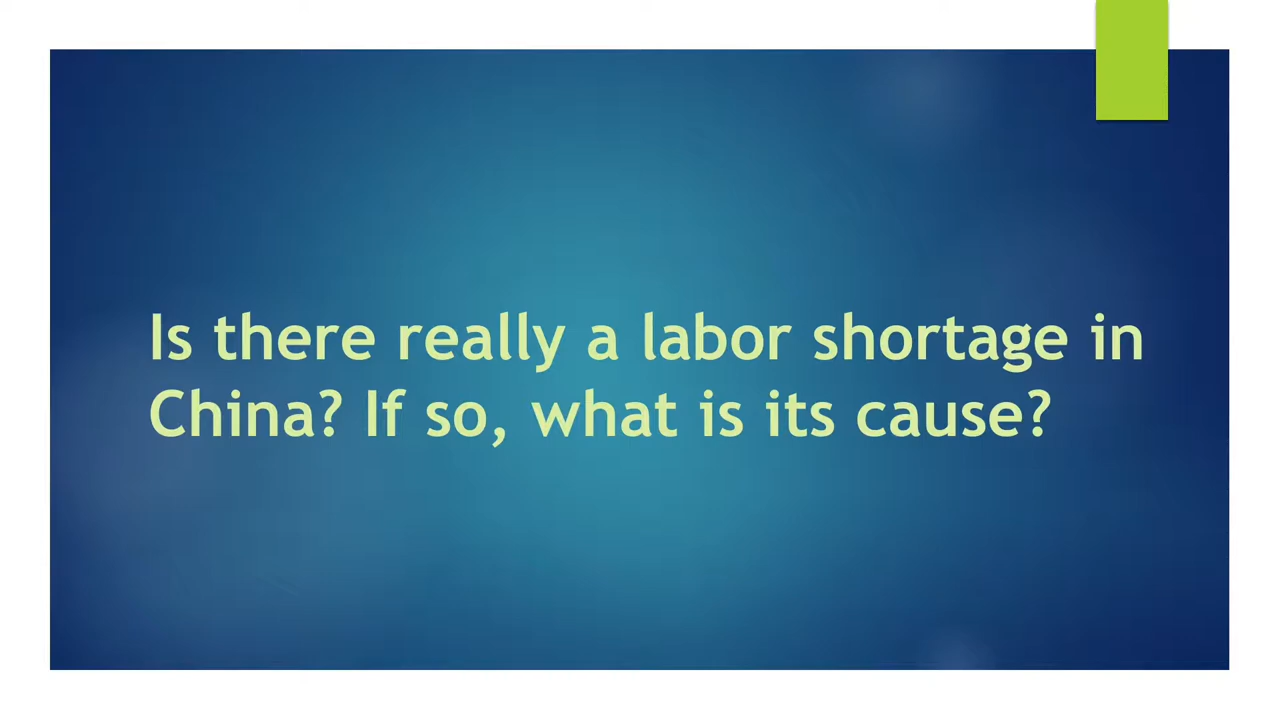 Is there really a labor shortage in
China? If so, what is its cause?